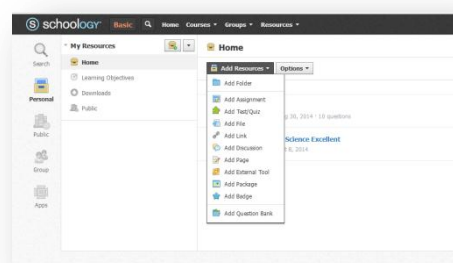 S schoology Basic Home Courses Groups Resources
Search
Personal
Public
Group
Apps
My Resources
Home
Learning Objectives
Downloads
Public
Home
Add Resources Options
Add Folder
Add Assignment
Add Test/Quiz
Add File
Add Link
Add Discussion
Add Page
Add External Tool
Add Package
Add Badge
Add Question Bank
30, 2014 · 10 questions
Science Excellent
2014